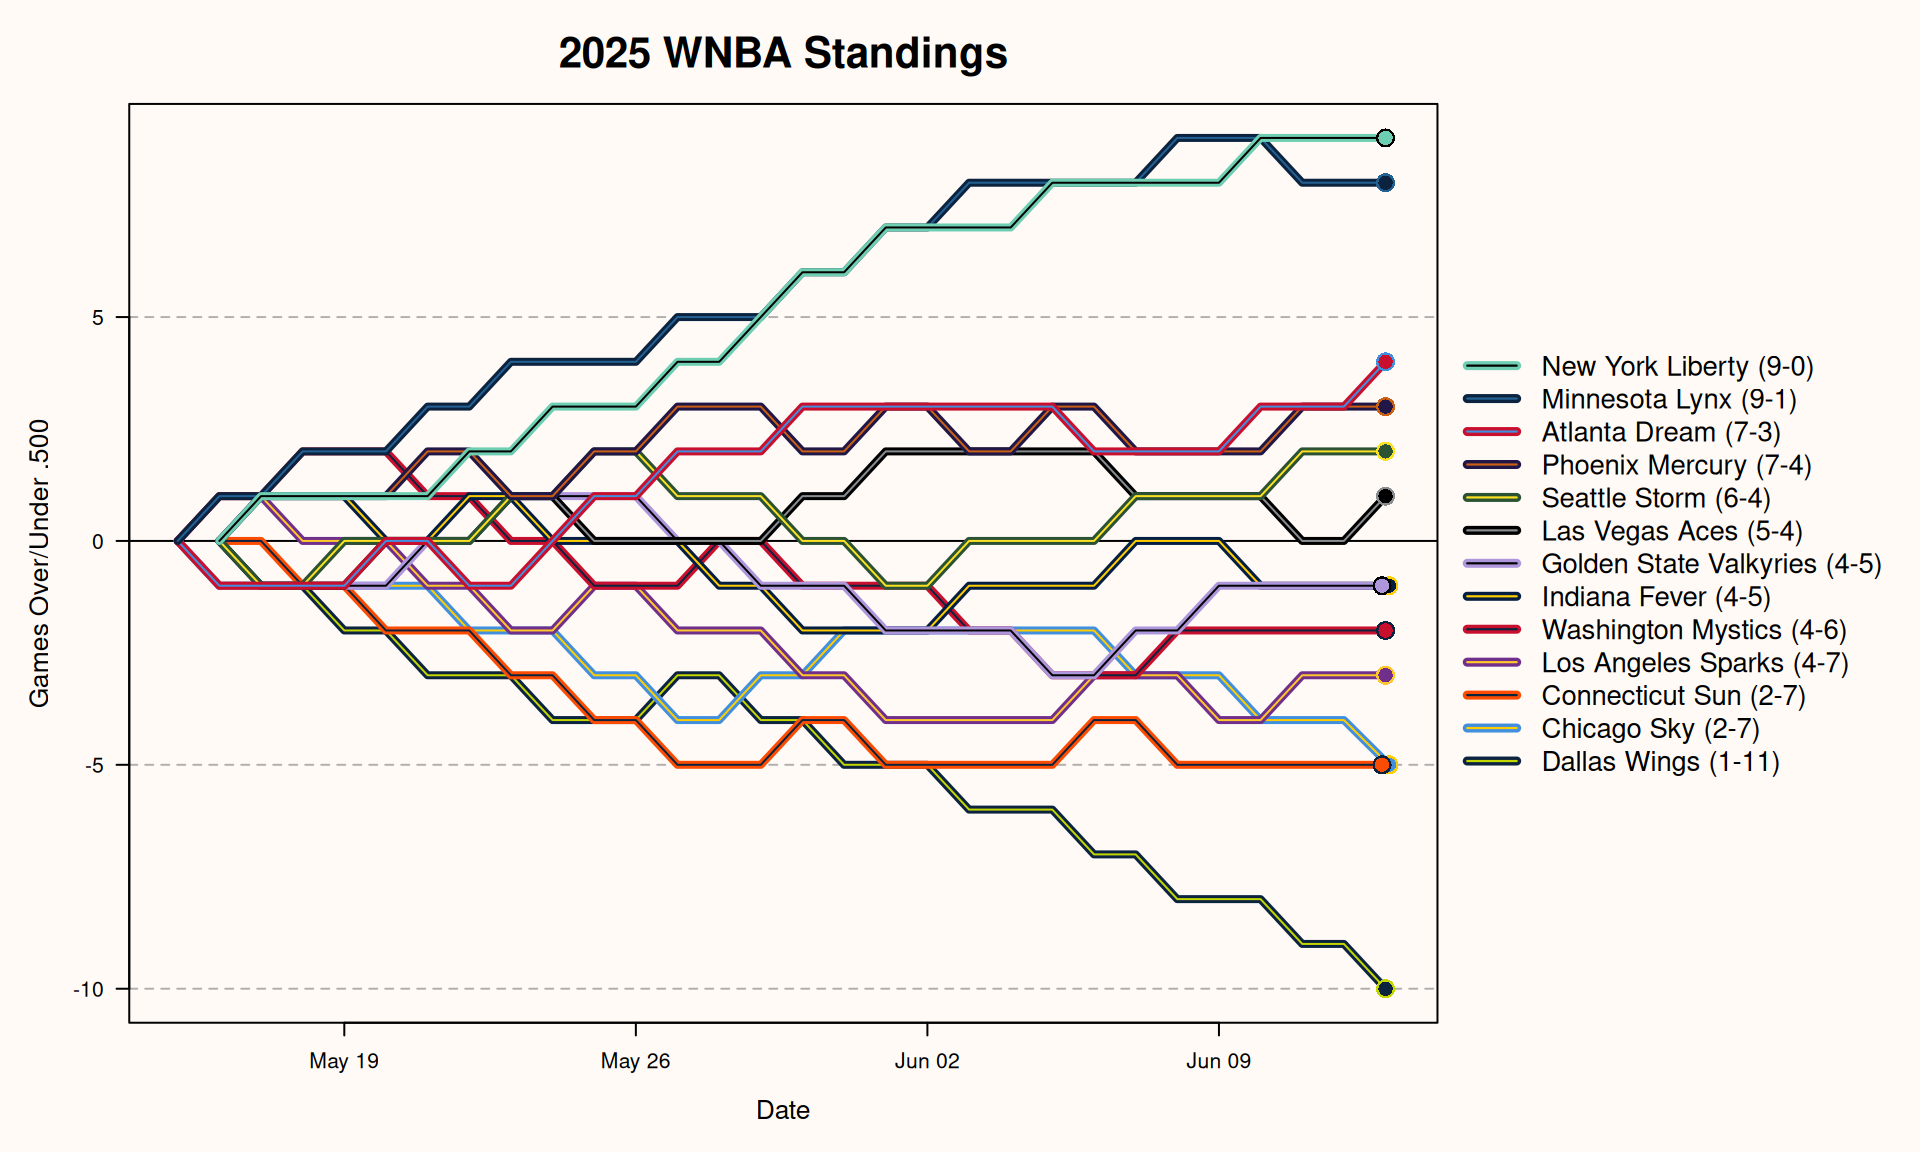 2025 WNBA Standings
Games Over/Under .500
5
0
-5
-10
May 19
May 26
Jun 02
Jun 09
Date
New York Liberty (9-0)
Minnesota Lynx (9-1)
Atlanta Dream (7-3)
Phoenix Mercury (7-4)
Seattle Storm (6-4)
Las Vegas Aces (5-4)
Golden State Valkyries (4-5)
Indiana Fever (4-5)
Washington Mystics (4-6)
Los Angeles Sparks (4-7)
Connecticut Sun (2-7)
Chicago Sky (2-7)
Dallas Wings (1-11)